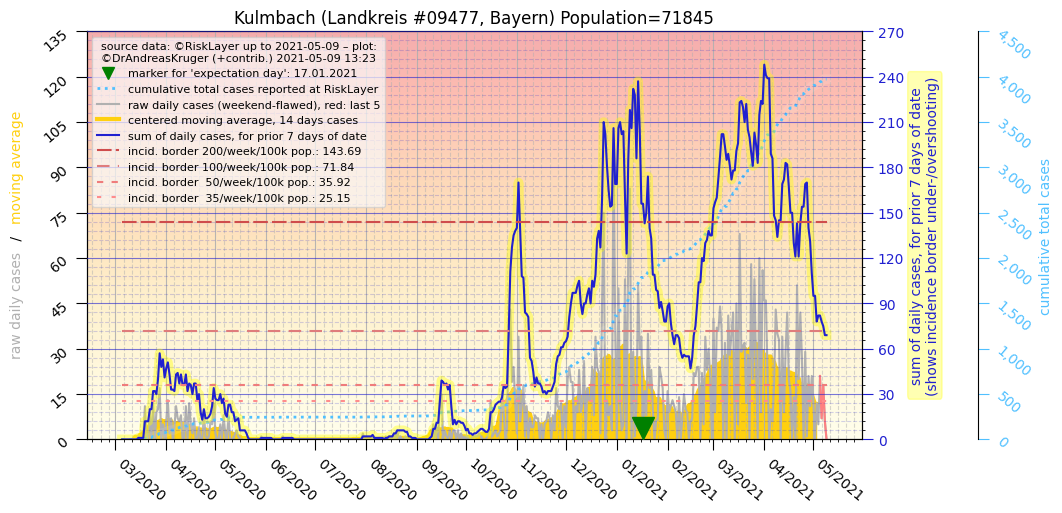 Kulmbach (Landkreis #09477, Bayern) Population=71845
source data: ©RiskLayer up to 2021-05-09 – plot:
©DrAndreasKruger (+contrib.) 2021-05-09 13:23
marker for 'expectation day': 17.01.2021
cumulative total cases reported at RiskLayer
raw daily cases (weekend-flawed), red: last 5
centered moving average, 14 days cases
sum of daily cases, for prior 7 days of date
incid. border 200/week/100k pop.: 143.69
incid. border 100/week/100k pop.: 71.84
incid. border  50/week/100k pop.: 35.92
incid. border  35/week/100k pop.: 25.15
raw daily cases / moving average
135
120
105
90
75
60
45
30
15
0
03/2020
04/2020
05/2020
06/2020
07/2020
08/2020
09/2020
10/2020
11/2020
12/2020
01/2021
02/2021
03/2021
04/2021
05/2021
270
240
210
180
150
120
90
60
30
0
sum of daily cases, for prior 7 days of date
(shows incidence border under-/overshooting)
4,500
4,000
3,500
3,000
2,500
2,000
1,500
1,000
500
0
cumulative total cases